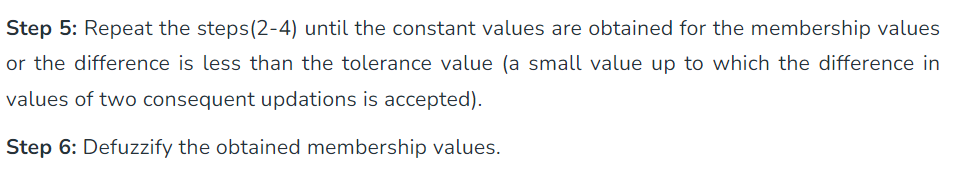 Step 5: Repeat the steps(2-4) until the constant values are obtained for the membership values
or the difference is less than the tolerance value (a small value up to which the difference in
values of two consequent updations is accepted).
Step 6: Defuzzify the obtained membership values.